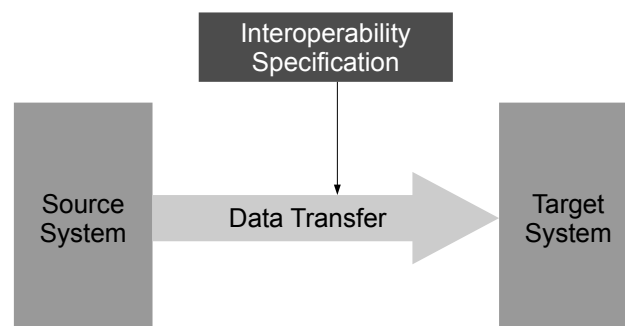 Interoperability
Specification
Source
System
Data Transfer
Target
System